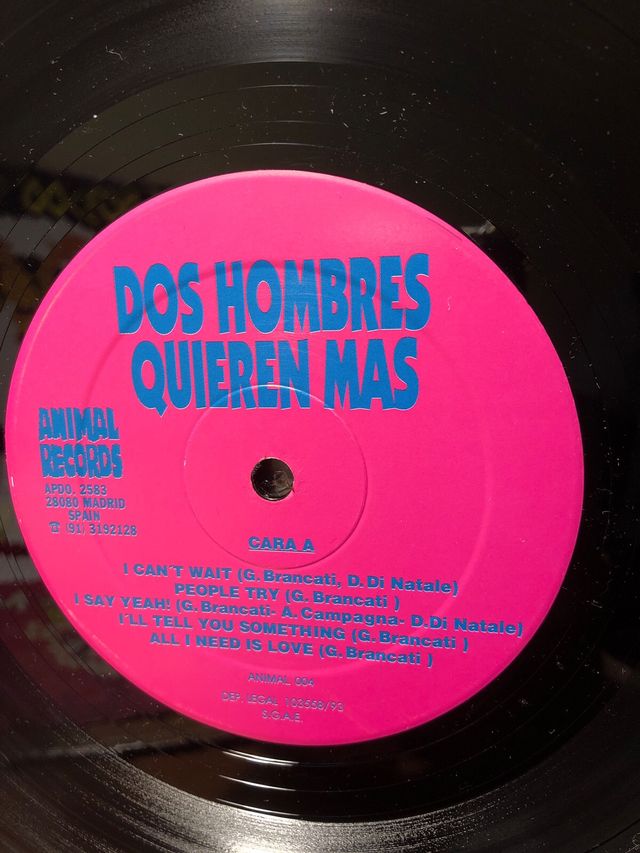 DOS HOMBRES
QUIEREN MAS
ANIMAL
RECORDS
APDO. 2583
28080 MADRID
SPAIN
☎ (91) 3192128
CARA A
I CAN´T WAIT (G. Brancati, D. Di Natale)
PEOPLE TRY (G. Brancati )
I SAY YEAH! (G. Brancati- A. Campagna- D.Di Natale)
I´LL TELL YOU SOMETHING (G. Brancati )
ALL I NEED IS LOVE (G. Brancati )
ANIMAL 004
DEP. LEGAL 103558/93
S.G.A.E.